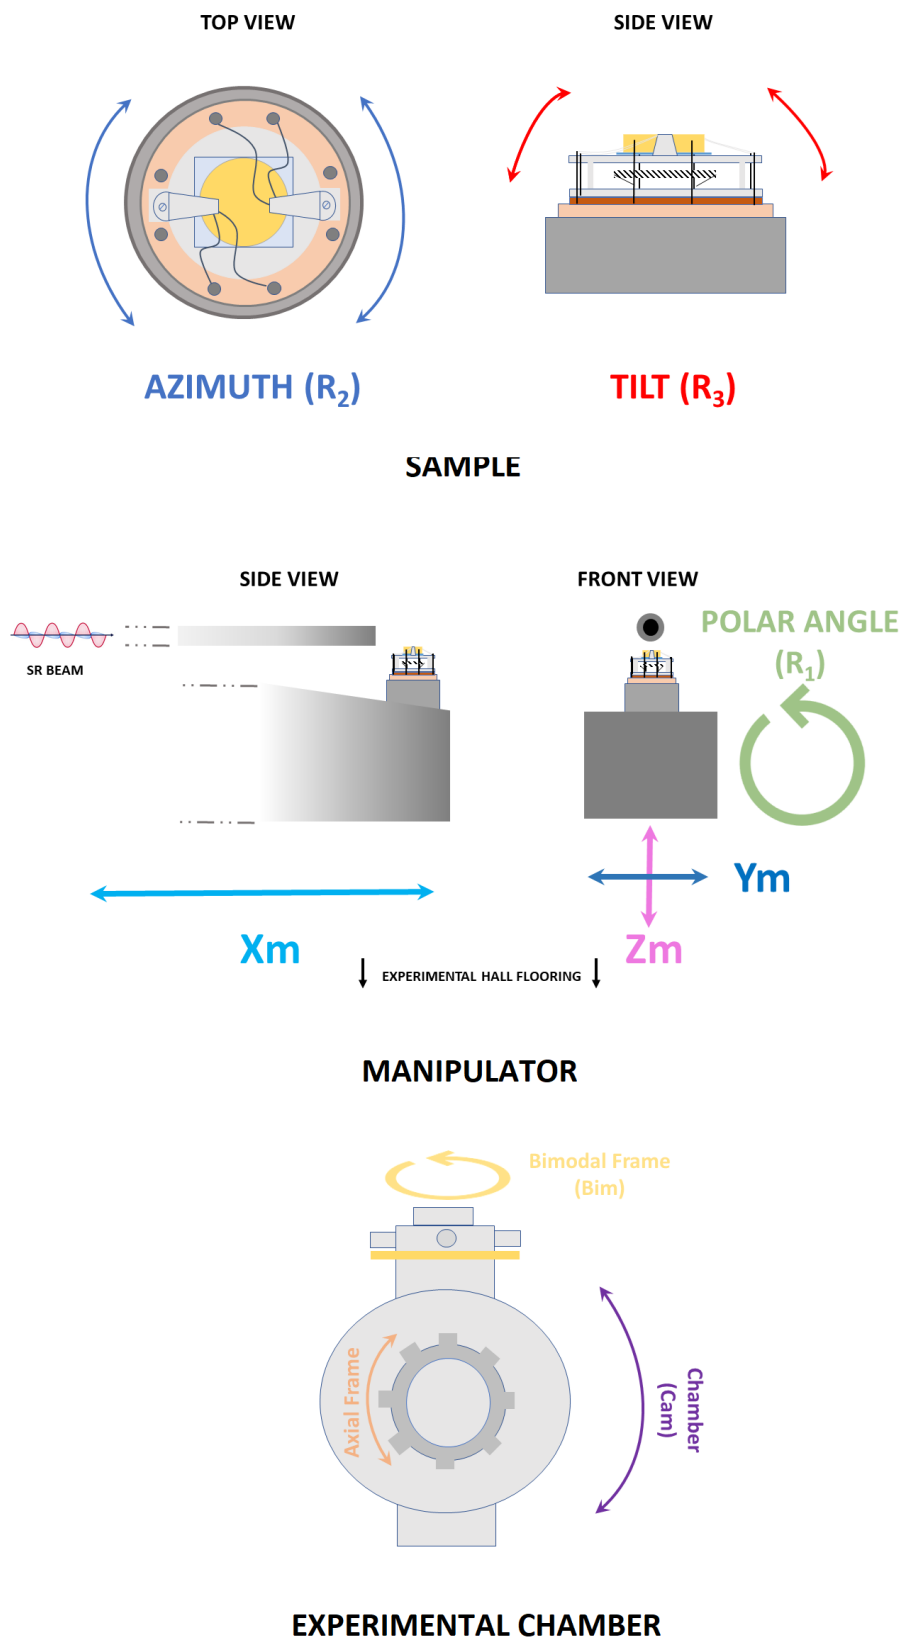 TOP VIEW
SIDE VIEW
AZIMUTH (R2)
TILT (R3)
SAMPLE
SIDE VIEW
FRONT VIEW
SR BEAM
POLAR ANGLE
(R1)
Xm
Ym
Zm
EXPERIMENTAL HALL FLOORING
MANIPULATOR
Bimodal Frame
(Bim)
Axial Frame
Chamber
(Cam)
EXPERIMENTAL CHAMBER